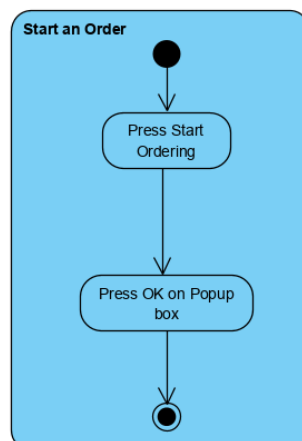 Start an Order
Press Start
Ordering
Press OK on Popup
box